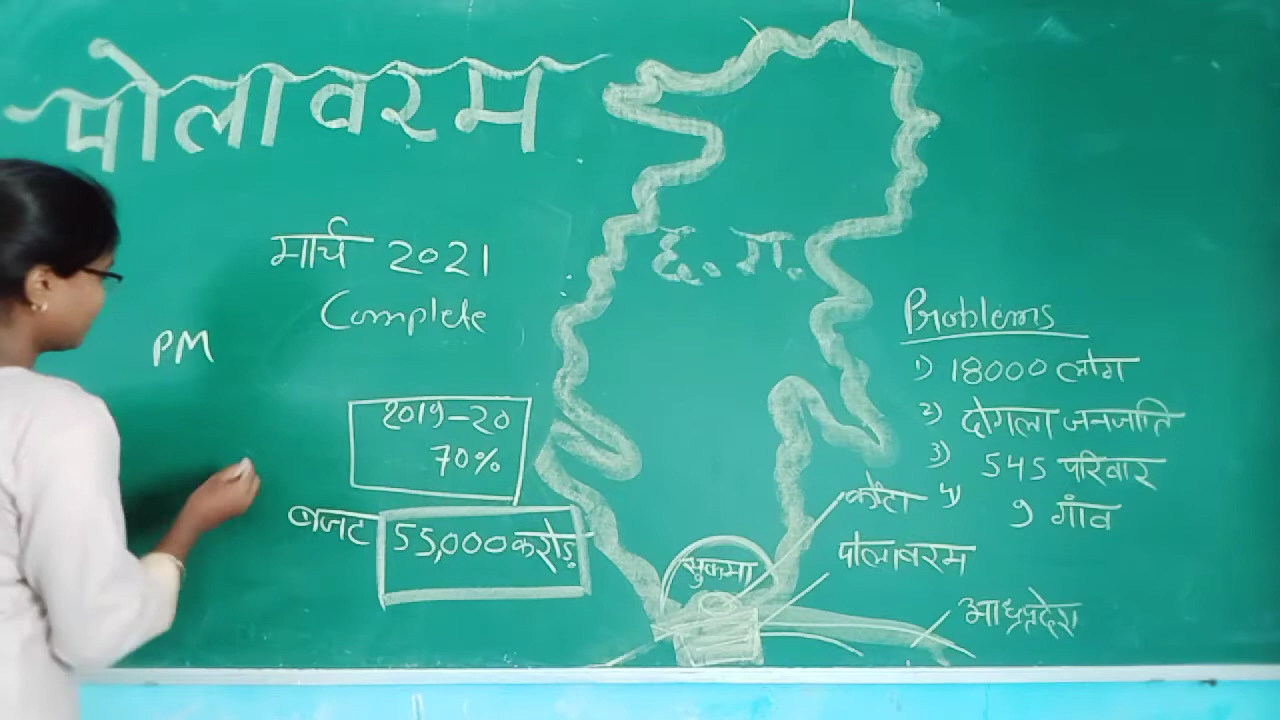 पोलावरम
मार्च 2021
Complete
PM
2019-20
70%
बजट 55,000 करोड़
छ. ग.
Problems
1) 18000 लोग
2) दोगला जनजाति
3) 545 परिवार
4) 9 गाँव
कोंटा
सुकमा
पोलावरम
आध्रप्रदेश